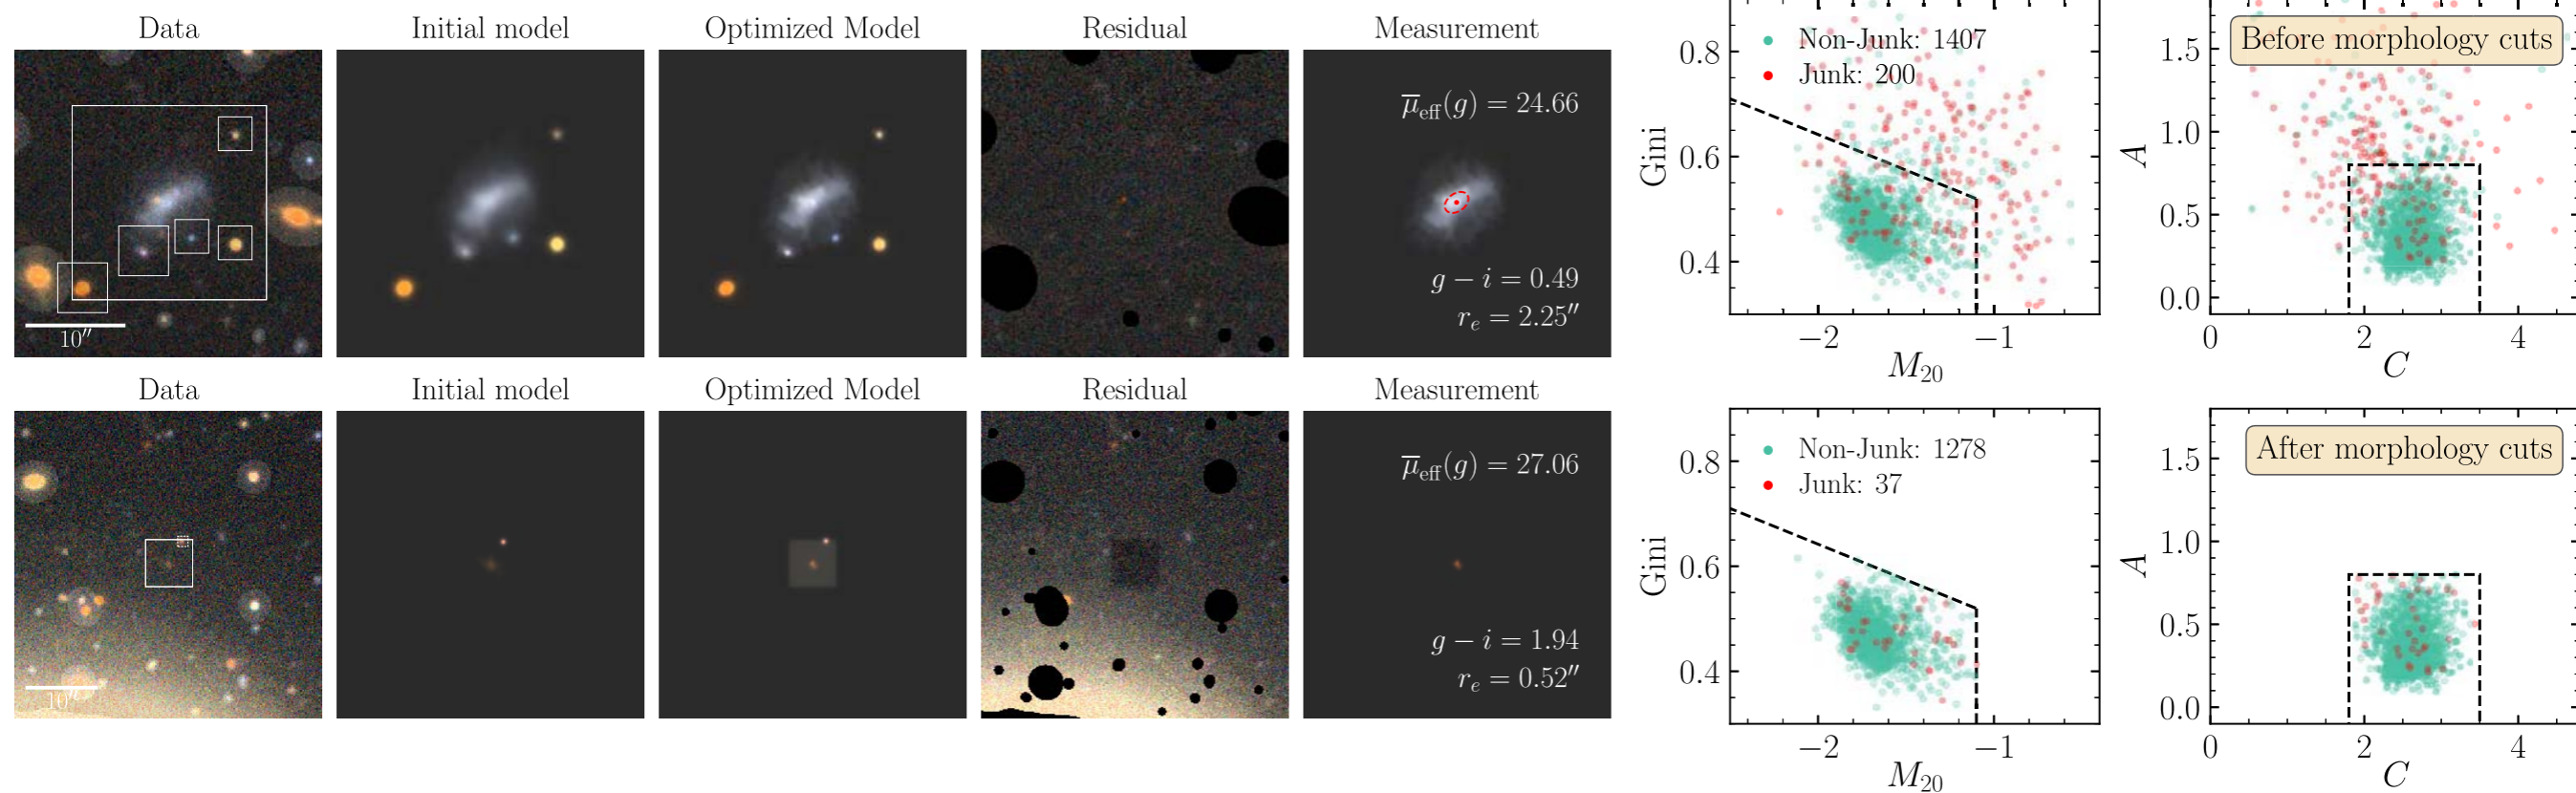 Data
Initial model
Optimized Model
Residual
Measurement
10″
μ̅eff(g) = 24.66
g − i = 0.49
re = 2.25″
Data
Initial model
Optimized Model
Residual
Measurement
10″
μ̅eff(g) = 27.06
g − i = 1.94
re = 0.52″
Non-Junk: 1407
Junk: 200
Gini
0.8
0.6
0.4
−2
−1
M20
Before morphology cuts
A
1.5
1.0
0.5
0.0
0
2
4
C
Non-Junk: 1278
Junk: 37
Gini
0.8
0.6
0.4
−2
−1
M20
After morphology cuts
A
1.5
1.0
0.5
0.0
0
2
4
C